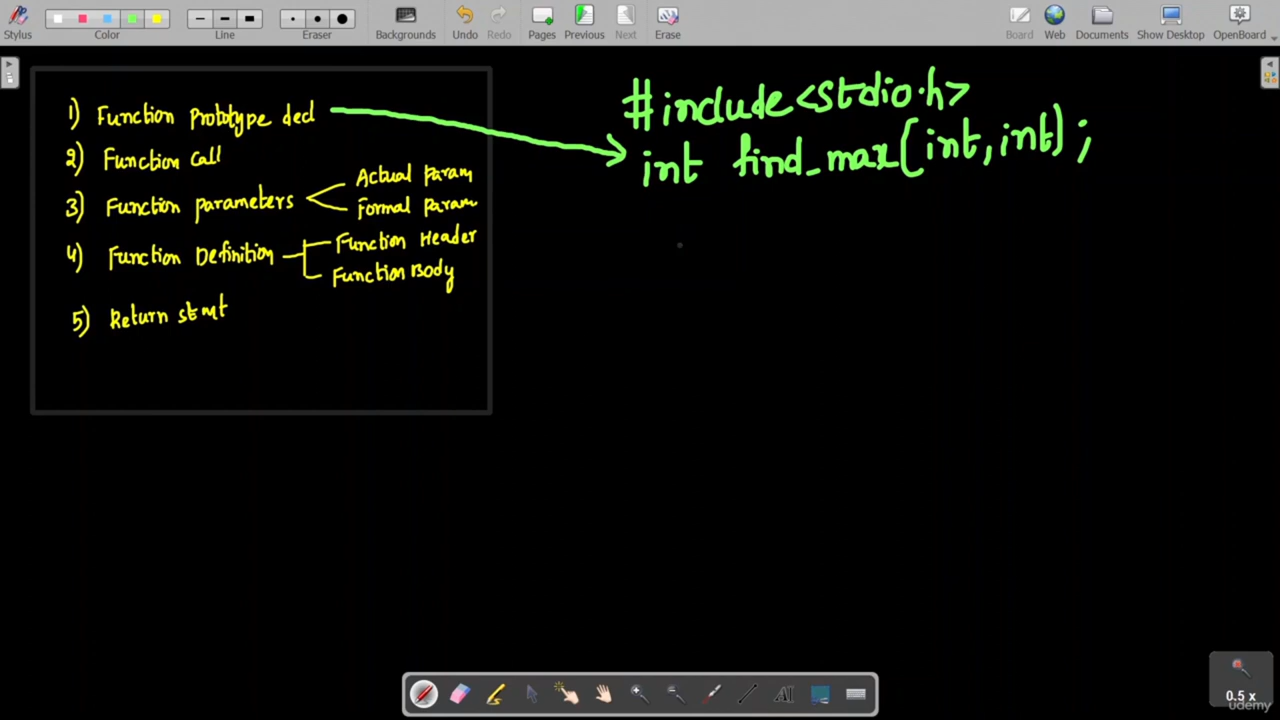 Stylus
Color
Line
Eraser
Backgrounds
Undo
Redo
Pages
Previous
Next
Erase
Board
Web
Documents
Show Desktop
OpenBoard
1) Function Prototype decl
2) Function Call
3) Function parameters
Actual param
Formal param
4) Function Definition
Function Header
Function Body
5) Return stmt
#include<stdio.h>
int find_max(int, int);
AI
0.5 x
udemy